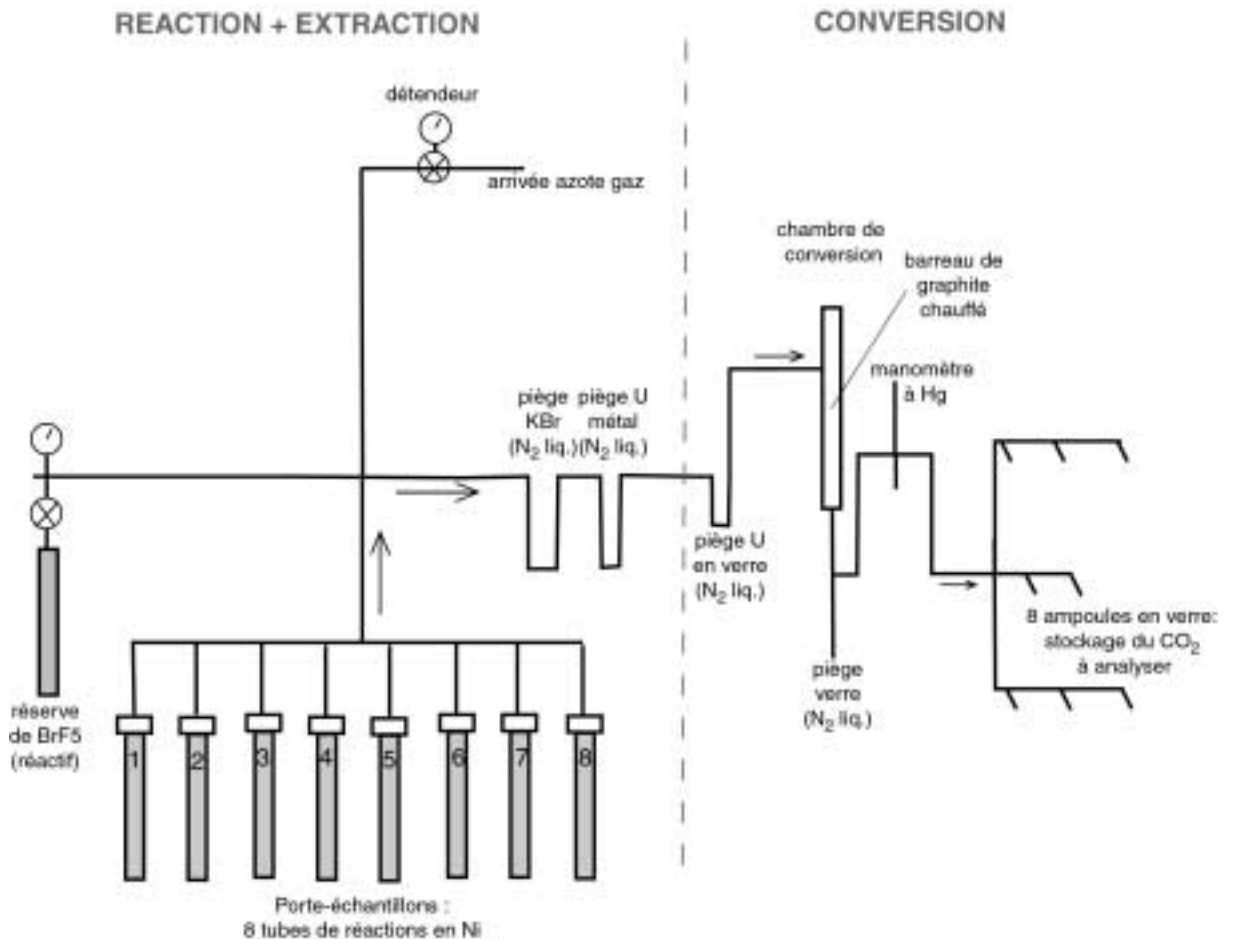 REACTION + EXTRACTION
CONVERSION
détendeur
arrivée azote gaz
chambre de
conversion
barreau de
graphite
chauffé
manomètre
à Hg
piège
KBr
(N2 liq.)
piège U
métal
(N2 liq.)
piège U
en verre
(N2 liq.)
réserve
de BrF5
(réactif)
1
2
3
4
5
6
7
8
piège
verre
(N2 liq.)
8 ampoules en verre:
stockage du CO2
à analyser
Porte-échantillons :
8 tubes de réactions en Ni